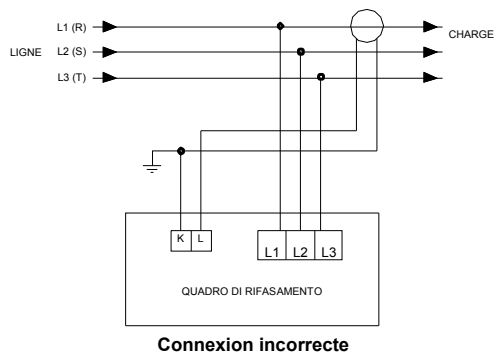 L1 (R)
CHARGE
LIGNE L2 (S)
L3 (T)
K L
L1 L2 L3
QUADRO DI RIFASAMENTO
Connexion incorrecte